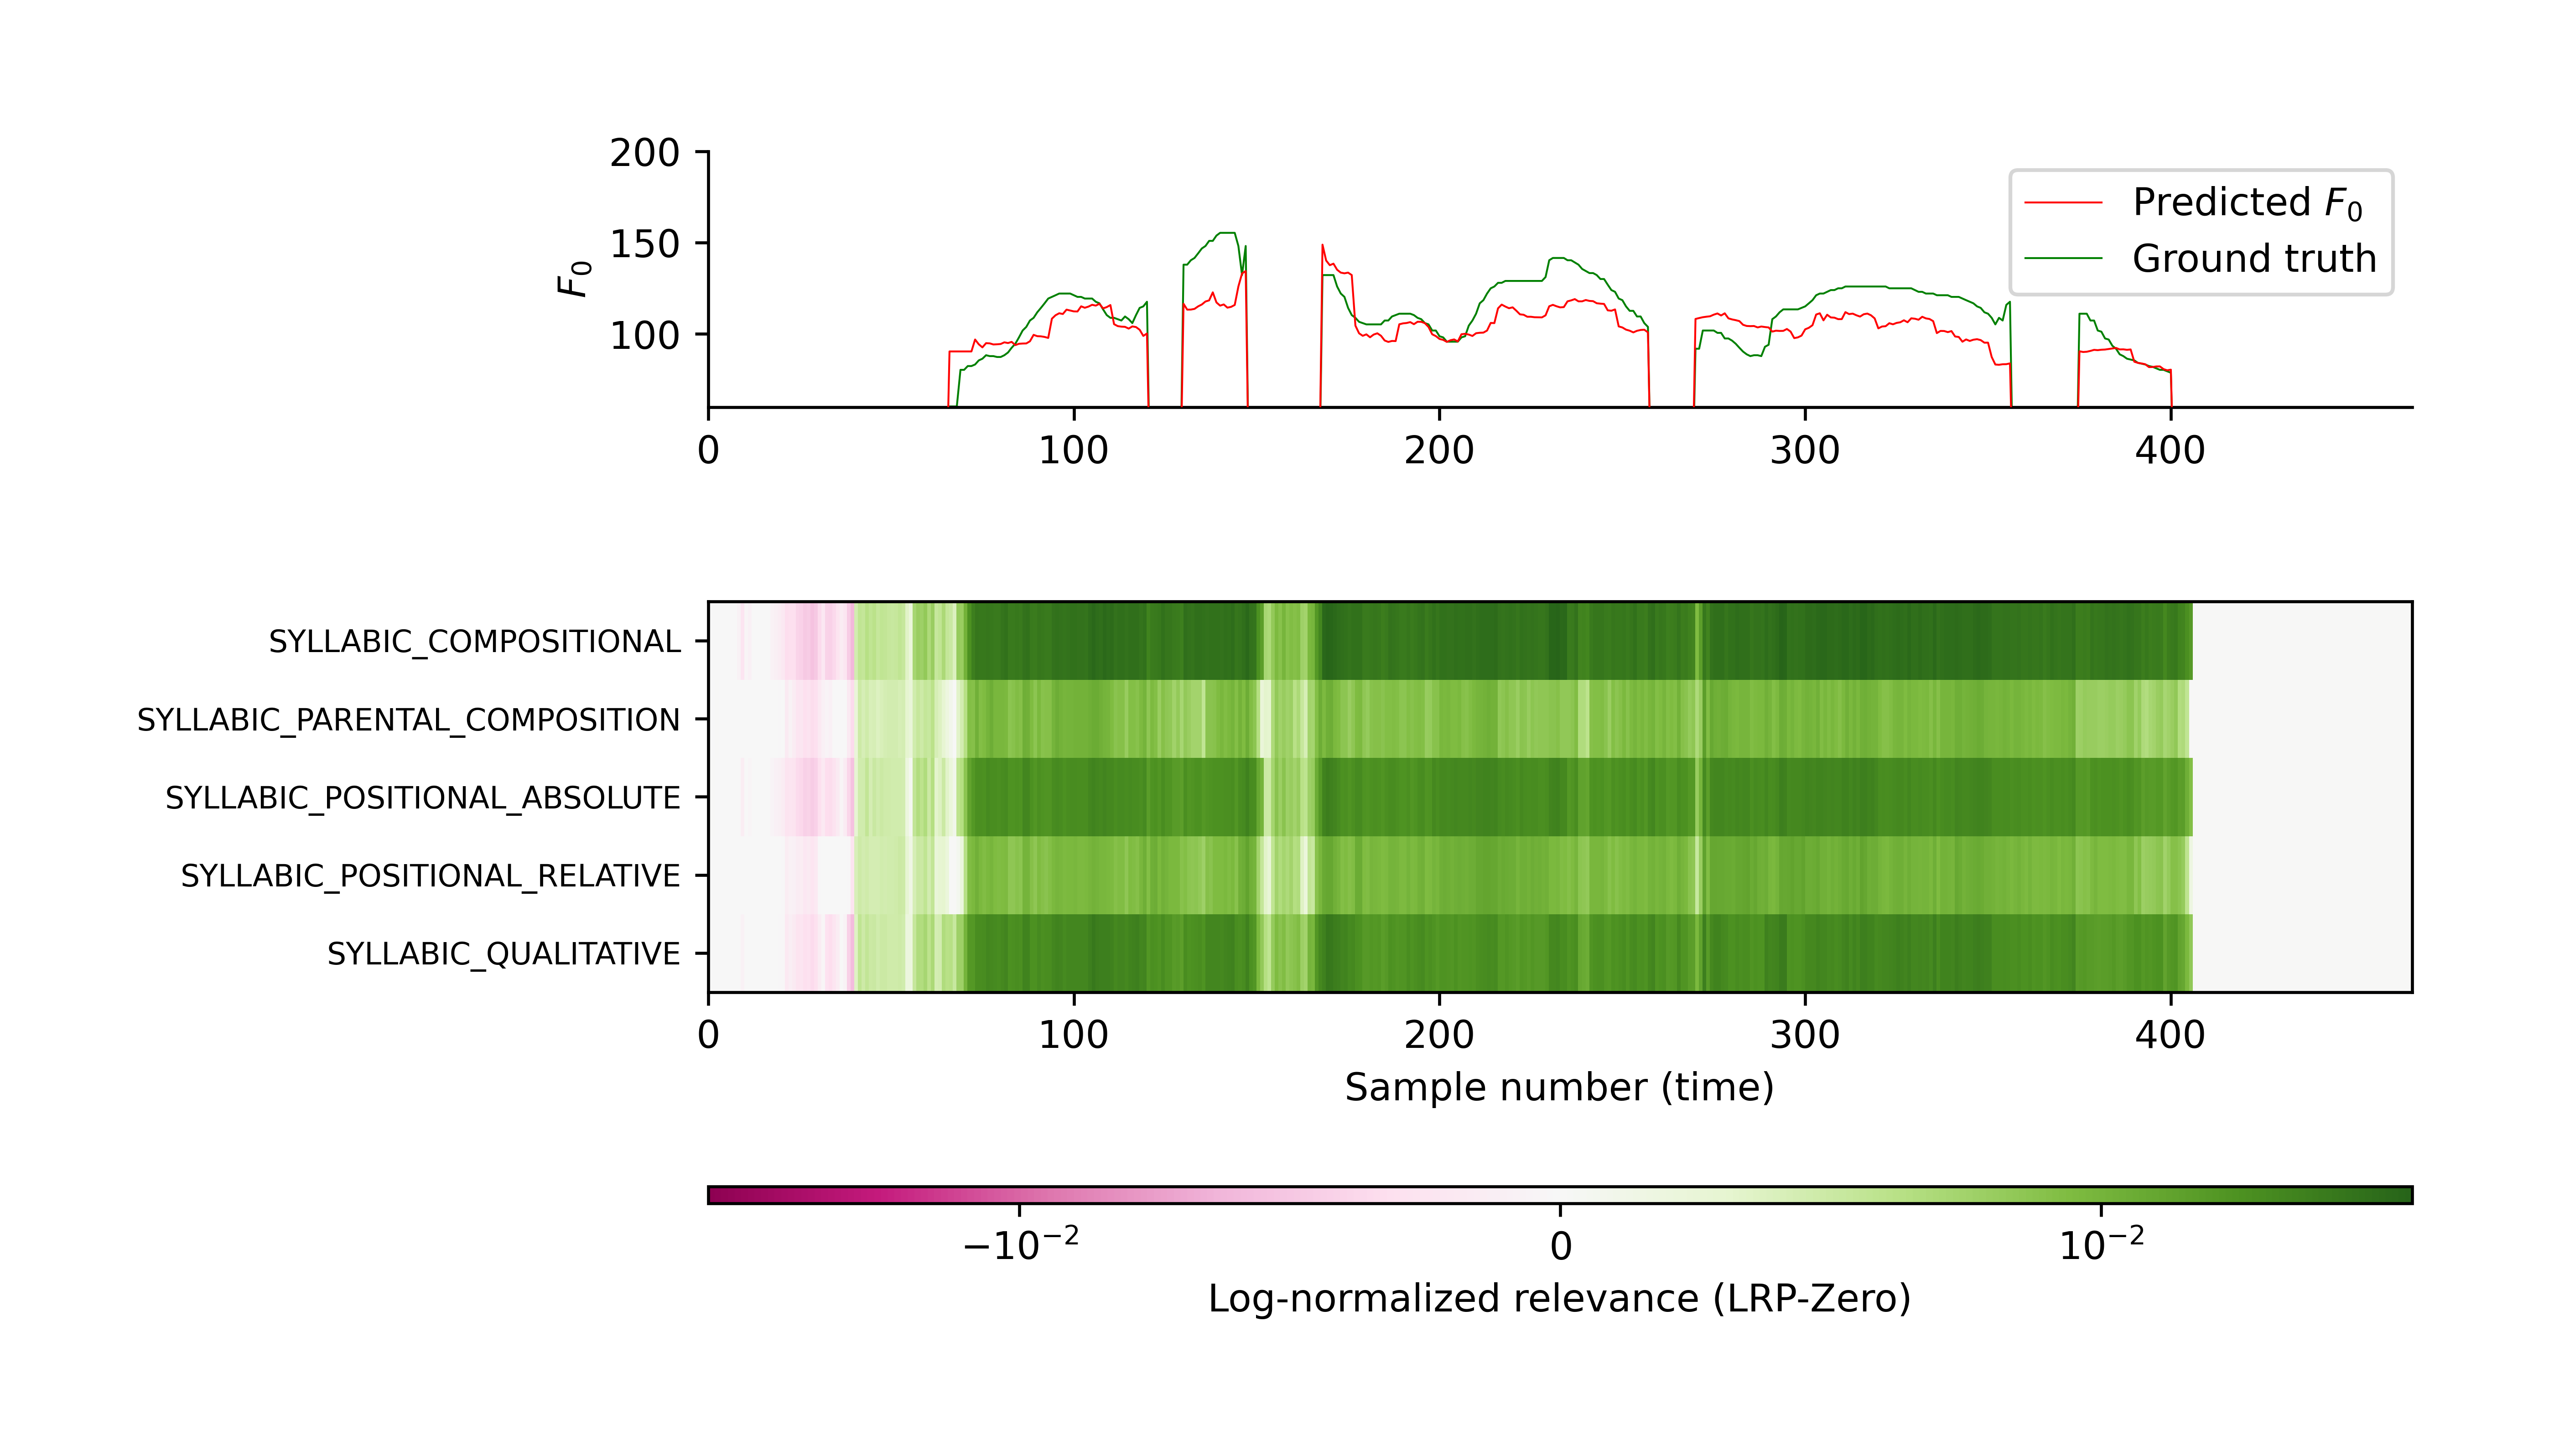 200
150
100
F₀
Predicted F₀
Ground truth
0 100 200 300 400
SYLLABIC_COMPOSITIONAL
SYLLABIC_PARENTAL_COMPOSITION
SYLLABIC_POSITIONAL_ABSOLUTE
SYLLABIC_POSITIONAL_RELATIVE
SYLLABIC_QUALITATIVE
0 100 200 300 400
Sample number (time)
−10⁻² 0 10⁻²
Log-normalized relevance (LRP-Zero)